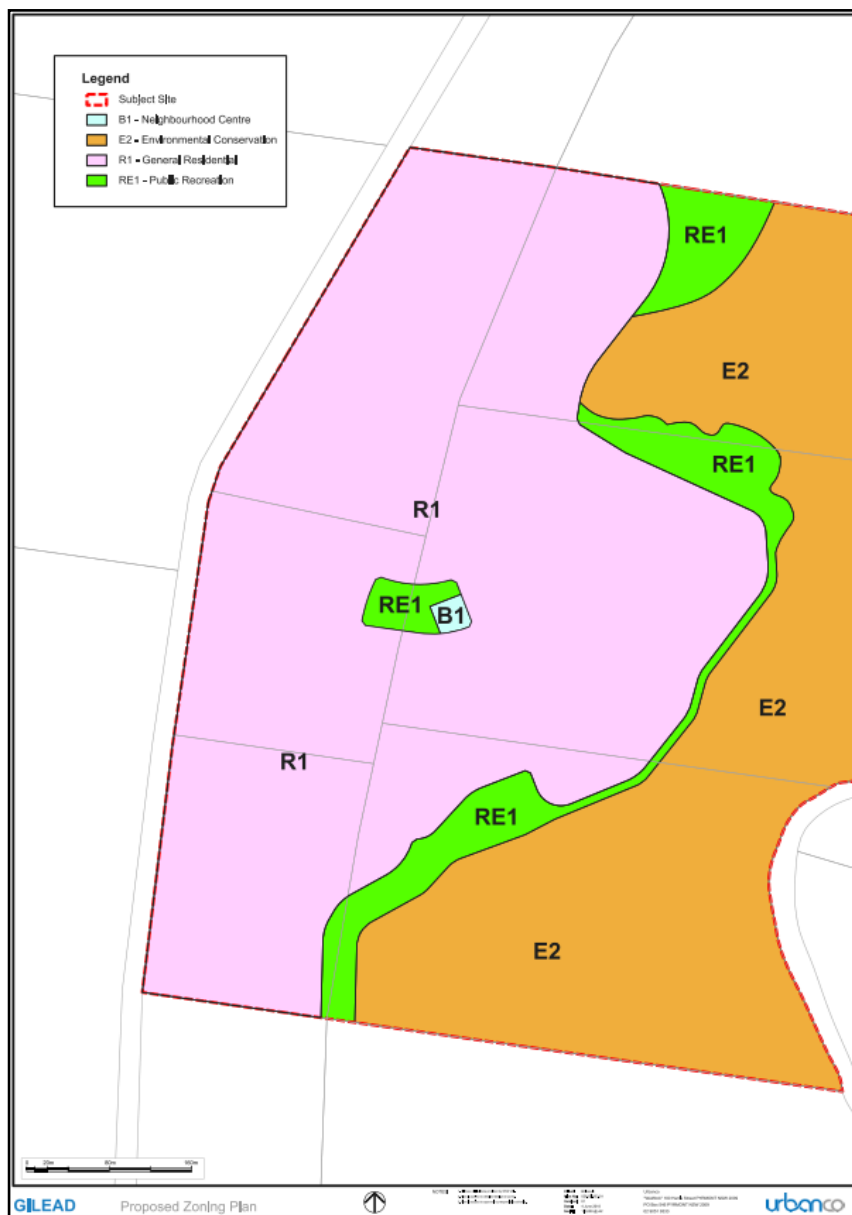 Legend
Subject Site
B1 - Neighbourhood Centre
E2 - Environmental Conservation
R1 - General Residential
RE1 - Public Recreation
RE1
E2
RE1
R1
RE1
B1
E2
R1
RE1
E2
GILEAD
Proposed Zoning Plan
NOTES
urbanco